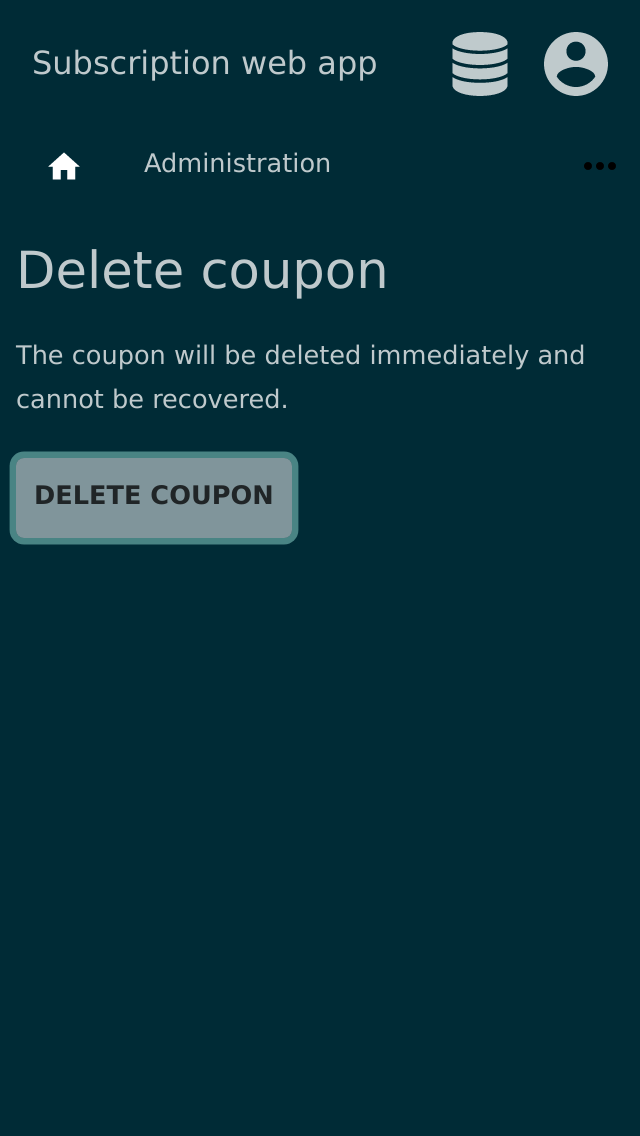 Subscription web app
Administration
Delete coupon
The coupon will be deleted immediately and
cannot be recovered.
DELETE COUPON